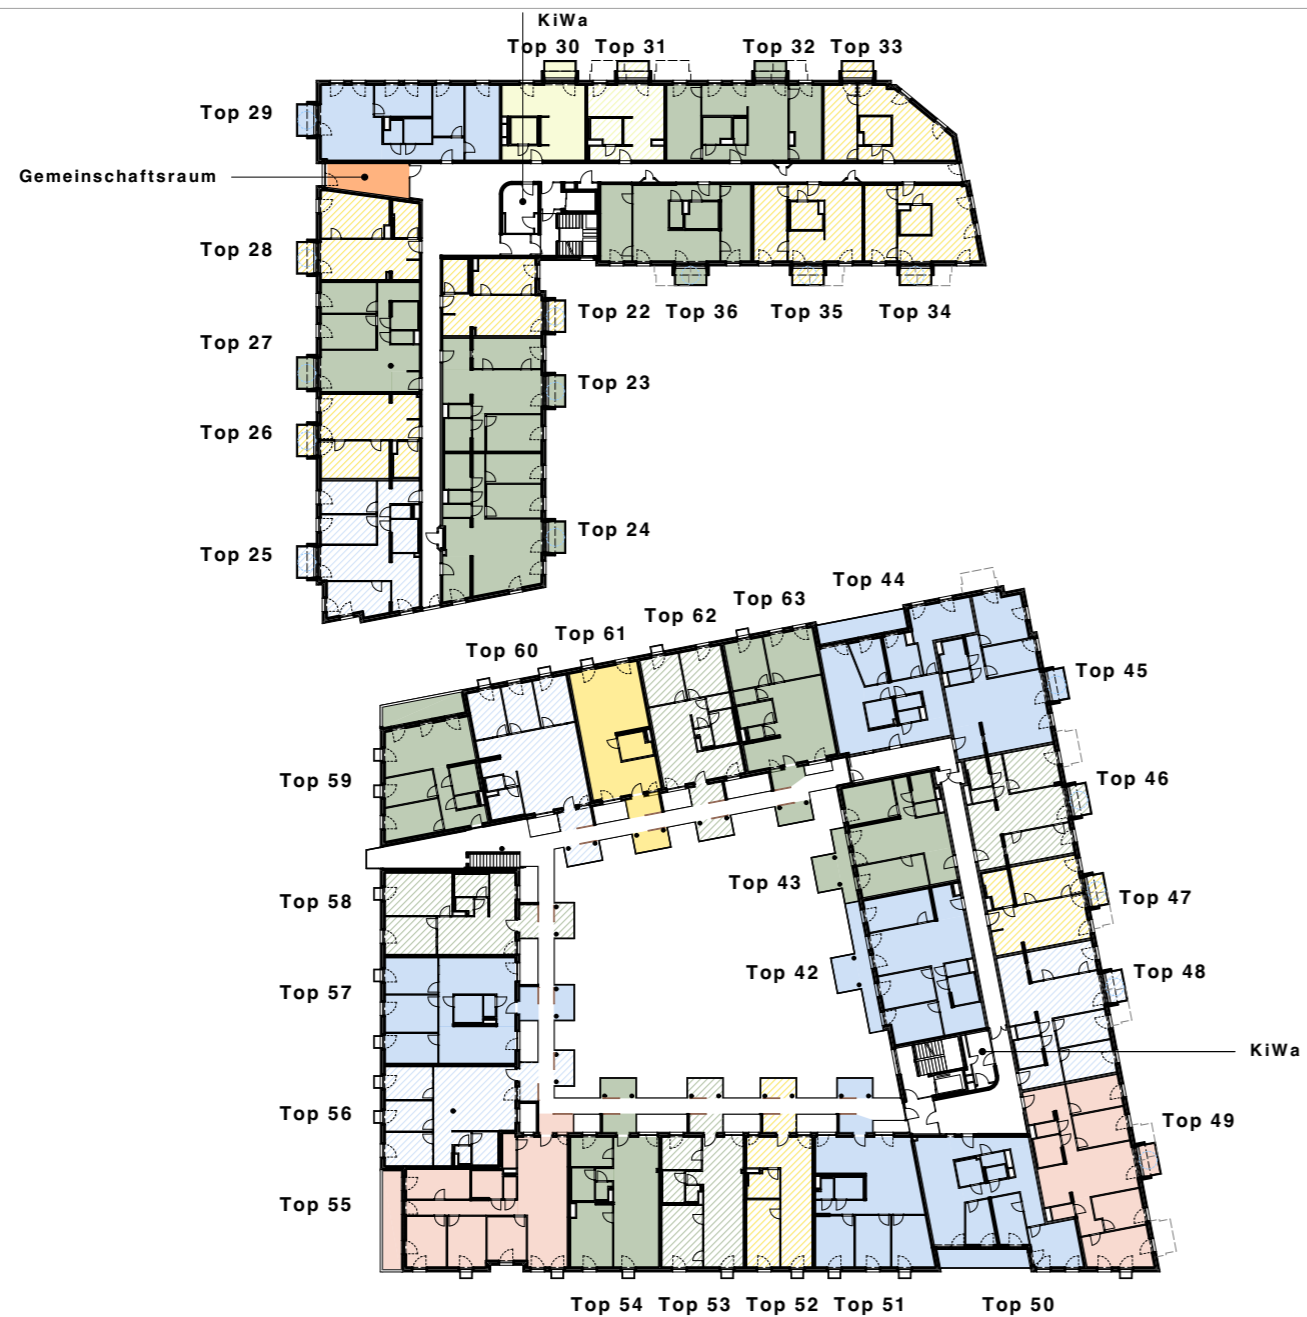 KiWa
Top 30 Top 31 Top 32 Top 33
Top 29
Gemeinschaftsraum
Top 28
Top 22 Top 36 Top 35 Top 34
Top 27
Top 23
Top 26
Top 24
Top 25
Top 44
Top 63
Top 62
Top 61
Top 60
Top 45
Top 59
Top 46
Top 43
Top 47
Top 58
Top 42
Top 48
Top 57
KiWa
Top 56
Top 49
Top 55
Top 54 Top 53 Top 52 Top 51 Top 50